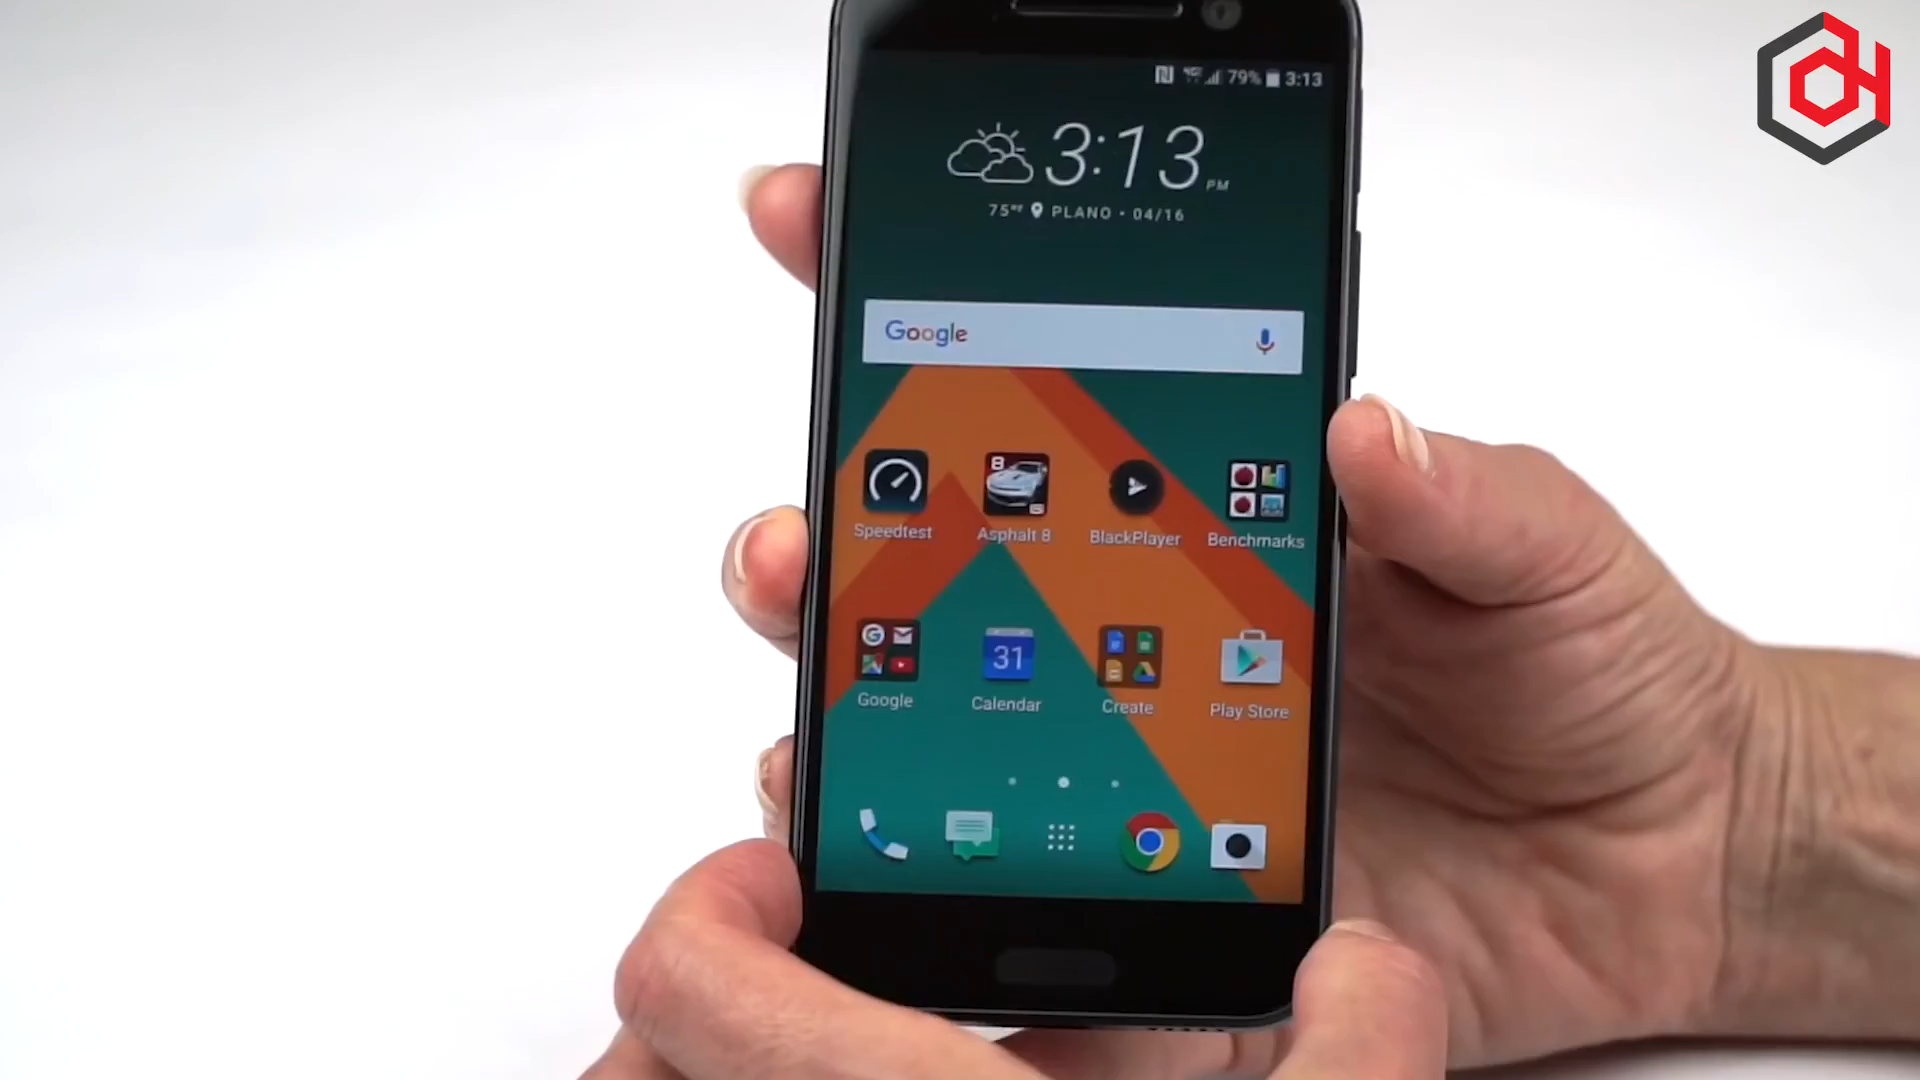 79% 3:13
3:13 PM
75°F PLANO • 04/16
Google
Speedtest
Asphalt 8
BlackPlayer
Benchmarks
Google
31
Calendar
Create
Play Store